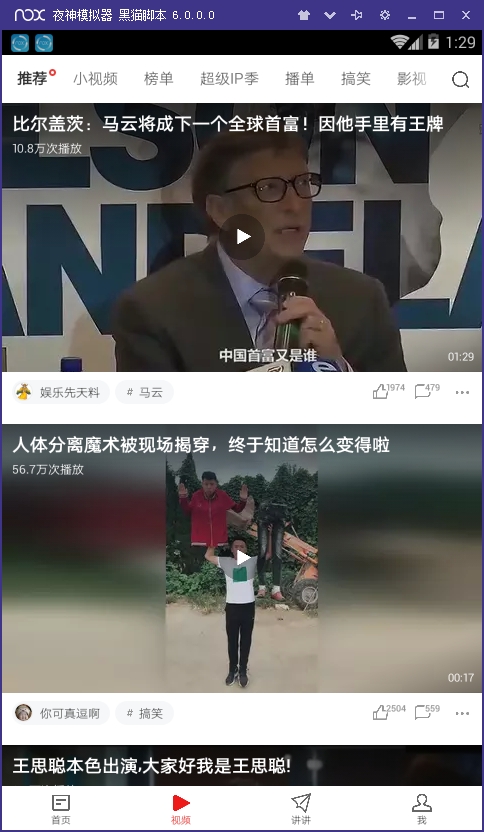 nox 夜神模拟器 黑猫脚本 6.0.0.0
1:29
推荐 小视频 榜单 超级IP季 播单 搞笑 影视
比尔盖茨：马云将成下一个全球首富！因他手里有王牌
10.8万次播放
中国首富又是谁
01:29
娱乐先天料 # 马云 1974 479
人体分离魔术被现场揭穿，终于知道怎么变得啦
56.7万次播放
00:17
你可真逗啊 # 搞笑 2504 559
王思聪本色出演,大家好我是王思聪!
首页 视频 讲讲 我